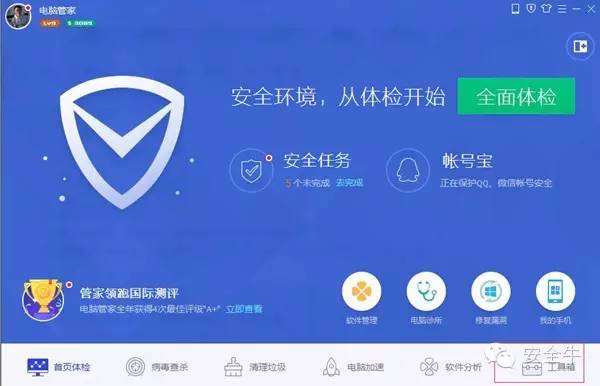 电脑管家
Lv9
安全环境，从体检开始
全面体检
安全任务
5个未完成 去完成
帐号宝
正在保护QQ、微信帐号安全
管家领跑国际测评
电脑管家全年获得4次最佳评级"A+" 立即查看
软件管理
电脑诊所
修复漏洞
我的手机
首页体检
病毒查杀
清理垃圾
电脑加速
软件分析
工具箱
安全牛